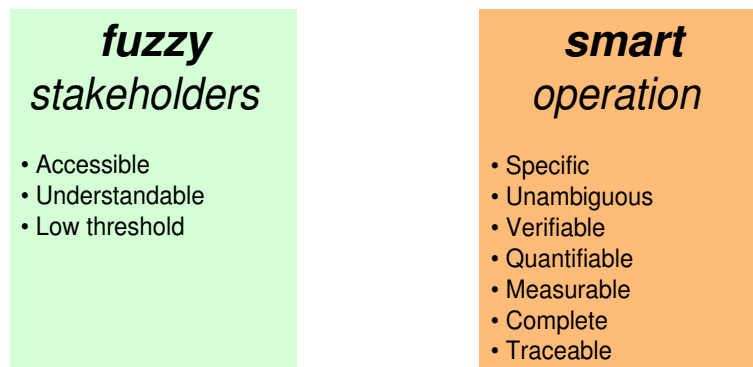 fuzzy
stakeholders
• Accessible
• Understandable
• Low threshold
smart
operation
• Specific
• Unambiguous
• Verifiable
• Quantifiable
• Measurable
• Complete
• Traceable